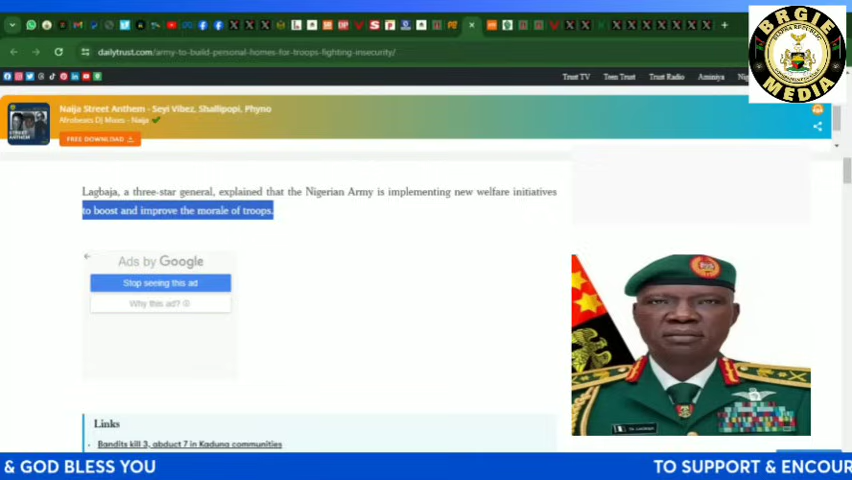 dailytrust.com/army-to-build-personal-homes-for-troops-fighting-insecurity/
BRGIE
MEDIA
Trust TV
Teen Trust
Trust Radio
Aminiya
Naija Street Anthem - Seyi Vibez, Shallipopi, Phyno
Afrobeats DJ Mixes - Naija
FREE DOWNLOAD
Lagbaja, a three-star general, explained that the Nigerian Army is implementing new welfare initiatives
to boost and improve the morale of troops.
Ads by Google
Stop seeing this ad
Why this ad?
Links
Bandits kill 3, abduct 7 in Kaduna communities
& GOD BLESS YOU
TO SUPPORT & ENCOUR